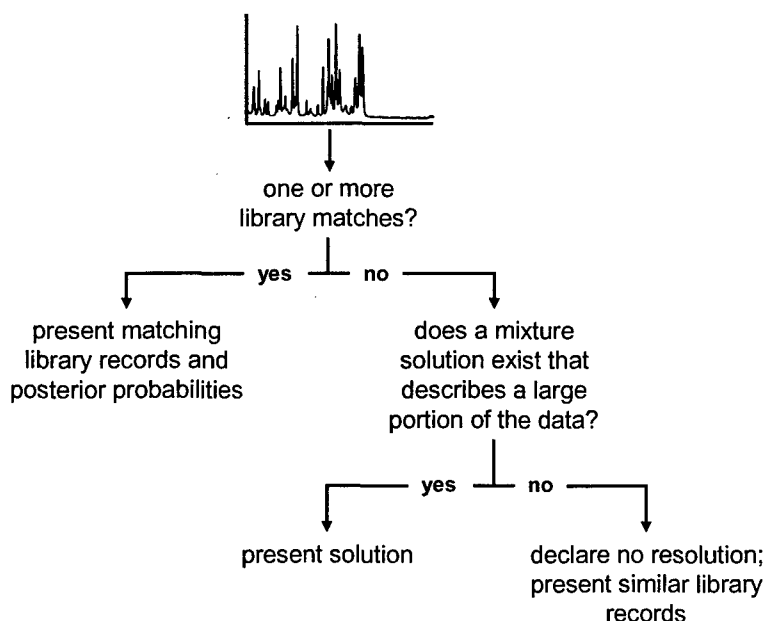 one or more
library matches?
yes
no
present matching
library records and
posterior probabilities
does a mixture
solution exist that
describes a large
portion of the data?
yes
no
present solution
declare no resolution;
present similar library
records